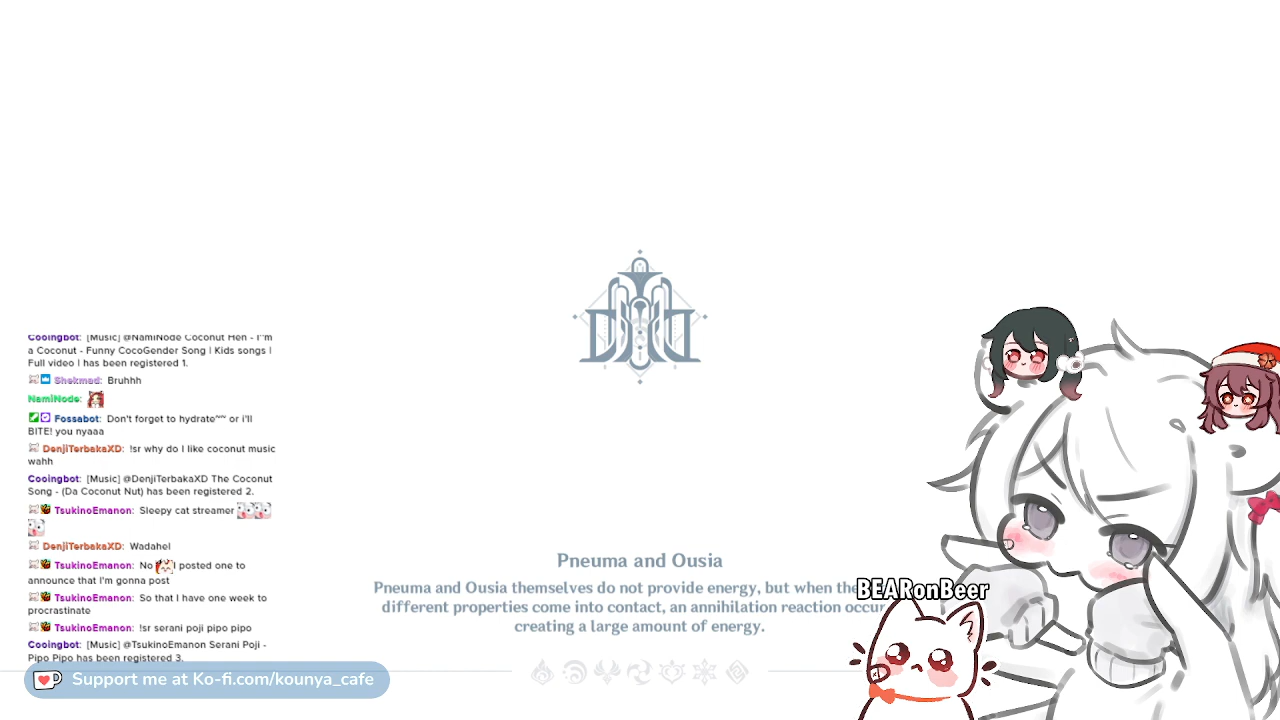 Cooingbot: [Music] @NamiNode Coconut Hen - I'm
a Coconut - Funny CocoGender Song | Kids songs |
Full video | has been registered 1.
Shekmad: Bruhhh
NamiNode:
Fossabot: Don't forget to hydrate~~ or i'll
BITE! you nyaaa
DenjiTerbakaXD: !sr why do I like coconut music
wahh
Cooingbot: [Music] @DenjiTerbakaXD The Coconut
Song - (Da Coconut Nut) has been registered 2.
TsukinoEmanon: Sleepy cat streamer
DenjiTerbakaXD: Wadahel
TsukinoEmanon: No I posted one to
announce that I'm gonna post
TsukinoEmanon: So that I have one week to
procrastinate
TsukinoEmanon: !sr serani poji pipo pipo
Cooingbot: [Music] @TsukinoEmanon Serani Poji -
Pipo Pipo has been registered 3.
Support me at Ko-fi.com/kounya_cafe
Pneuma and Ousia
Pneuma and Ousia themselves do not provide energy, but when the
different properties come into contact, an annihilation reaction occur
creating a large amount of energy.
BEARonBeer